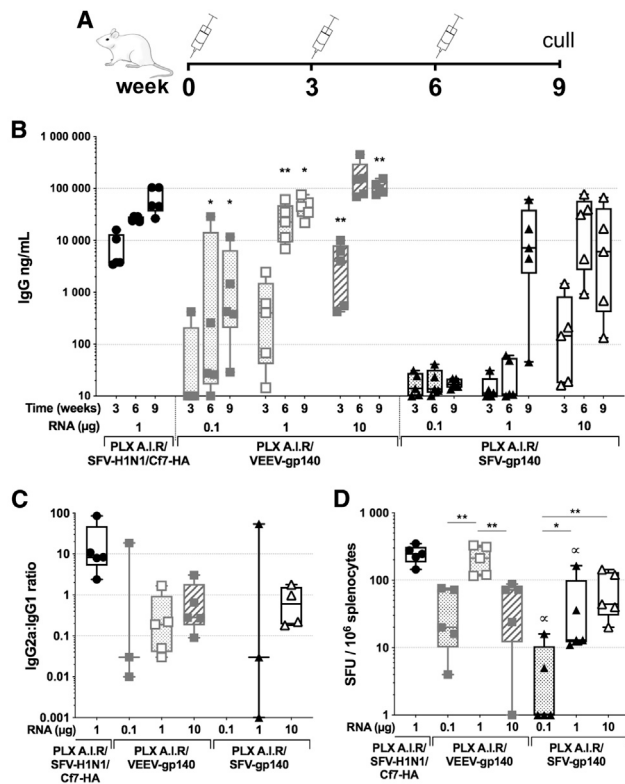 A
week
0 3 6 9
cull
B
IgG ng/mL
1 000 000
100 000
10 000
1 000
100
10
* * ** * ** **
Time (weeks) 3 6 9 3 6 9 3 6 9 3 6 9 3 6 9 3 6 9 3 6 9
RNA (µg) 1 0.1 1 10 0.1 1 10
PLX A.I.R/ PLX A.I.R/ PLX A.I.R/
SFV-H1N1/Cf7-HA VEEV-gp140 SFV-gp140
C
IgG2a:IgG1 ratio
100
10
1
0.1
0.01
0.001
RNA (µg) 1 0.1 1 10 0.1 1 10
PLX A.I.R/ PLX A.I.R/ PLX A.I.R/
SFV-H1N1/ VEEV-gp140 SFV-gp140
Cf7-HA
D
SFU / 10⁶ splenocytes
1000
100
10
1
** ** * **
∝ ∝
RNA (µg) 1 0.1 1 10 0.1 1 10
PLX A.I.R/ PLX A.I.R/ PLX A.I.R/
SFV-H1N1/ VEEV-gp140 SFV-gp140
Cf7-HA